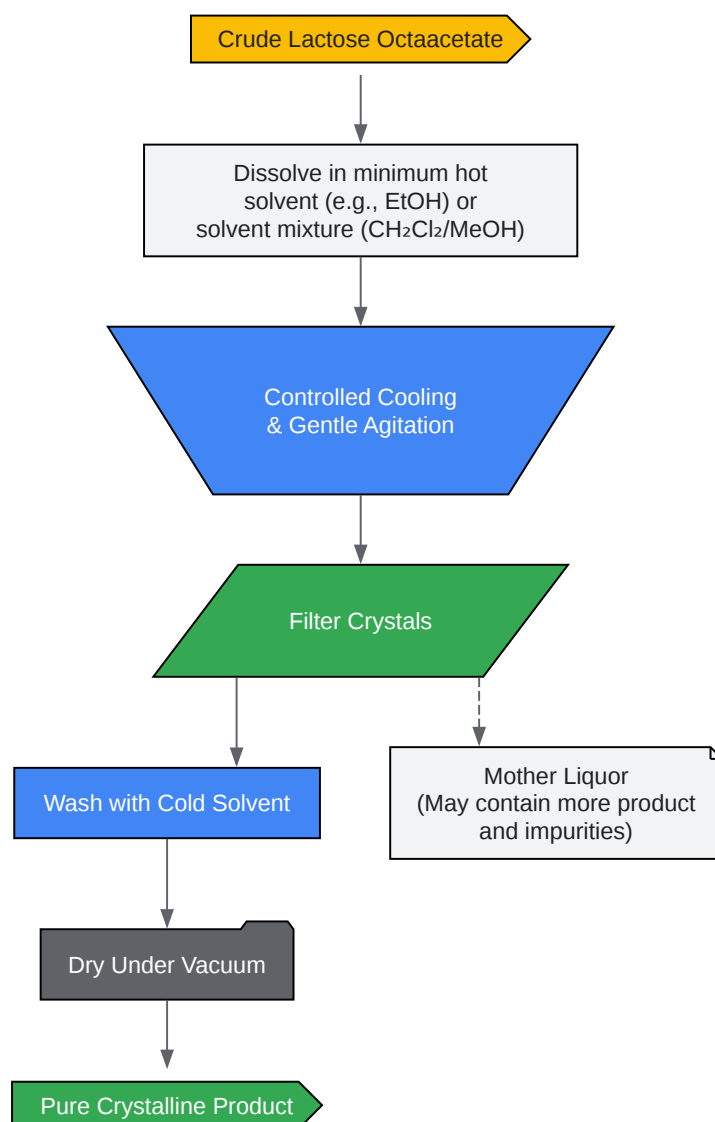 Crude Lactose Octaacetate
Dissolve in minimum hot
solvent (e.g., EtOH) or
solvent mixture (CH₂Cl₂/MeOH)
Controlled Cooling
& Gentle Agitation
Filter Crystals
Wash with Cold Solvent
Mother Liquor
(May contain more product
and impurities)
Dry Under Vacuum
Pure Crystalline Product